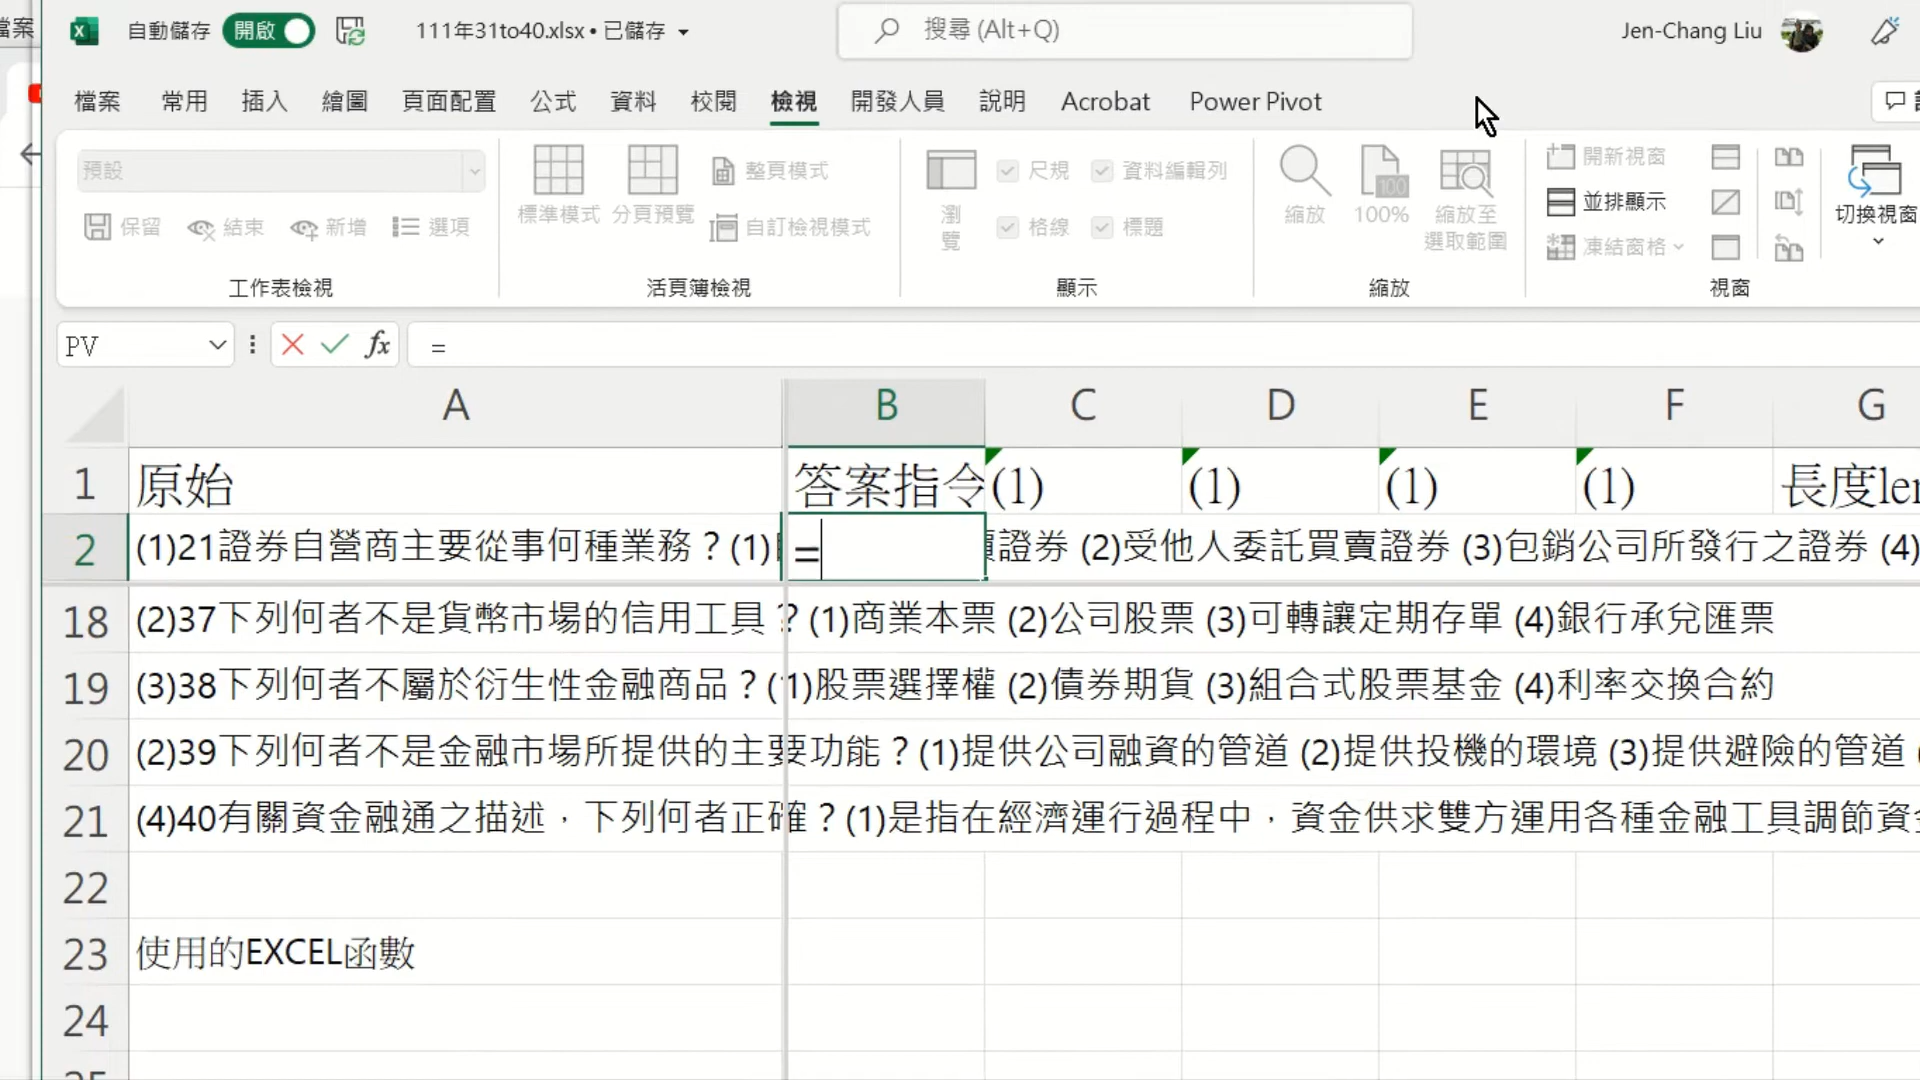 檔案
自動儲存 開啟 111年31to40.xlsx • 已儲存 搜尋 (Alt+Q) Jen-Chang Liu
檔案 常用 插入 繪圖 頁面配置 公式 資料 校閱 檢視 開發人員 說明 Acrobat Power Pivot
預設
保留 結束 新增 選項
工作表檢視
標準模式 分頁預覽 整頁模式
自訂檢視模式
活頁簿檢視
瀏覽 尺規 資料編輯列
格線 標題
顯示
縮放 100% 縮放至
選取範圍
縮放
開新視窗
並排顯示
凍結窗格
切換視窗
視窗
PV fx =
A B C D E F G
1 原始 答案指令 (1) (1) (1) (1) 長度len
2 (1)21證券自營商主要從事何種業務？(1) = 證券 (2)受他人委託買賣證券 (3)包銷公司所發行之證券 (4)
18 (2)37下列何者不是貨幣市場的信用工具？(1)商業本票 (2)公司股票 (3)可轉讓定期存單 (4)銀行承兌匯票
19 (3)38下列何者不屬於衍生性金融商品？(1)股票選擇權 (2)債券期貨 (3)組合式股票基金 (4)利率交換合約
20 (2)39下列何者不是金融市場所提供的主要功能？(1)提供公司融資的管道 (2)提供投機的環境 (3)提供避險的管道
21 (4)40有關資金融通之描述，下列何者正確？(1)是指在經濟運行過程中，資金供求雙方運用各種金融工具調節資金
22
23 使用的EXCEL函數
24
25